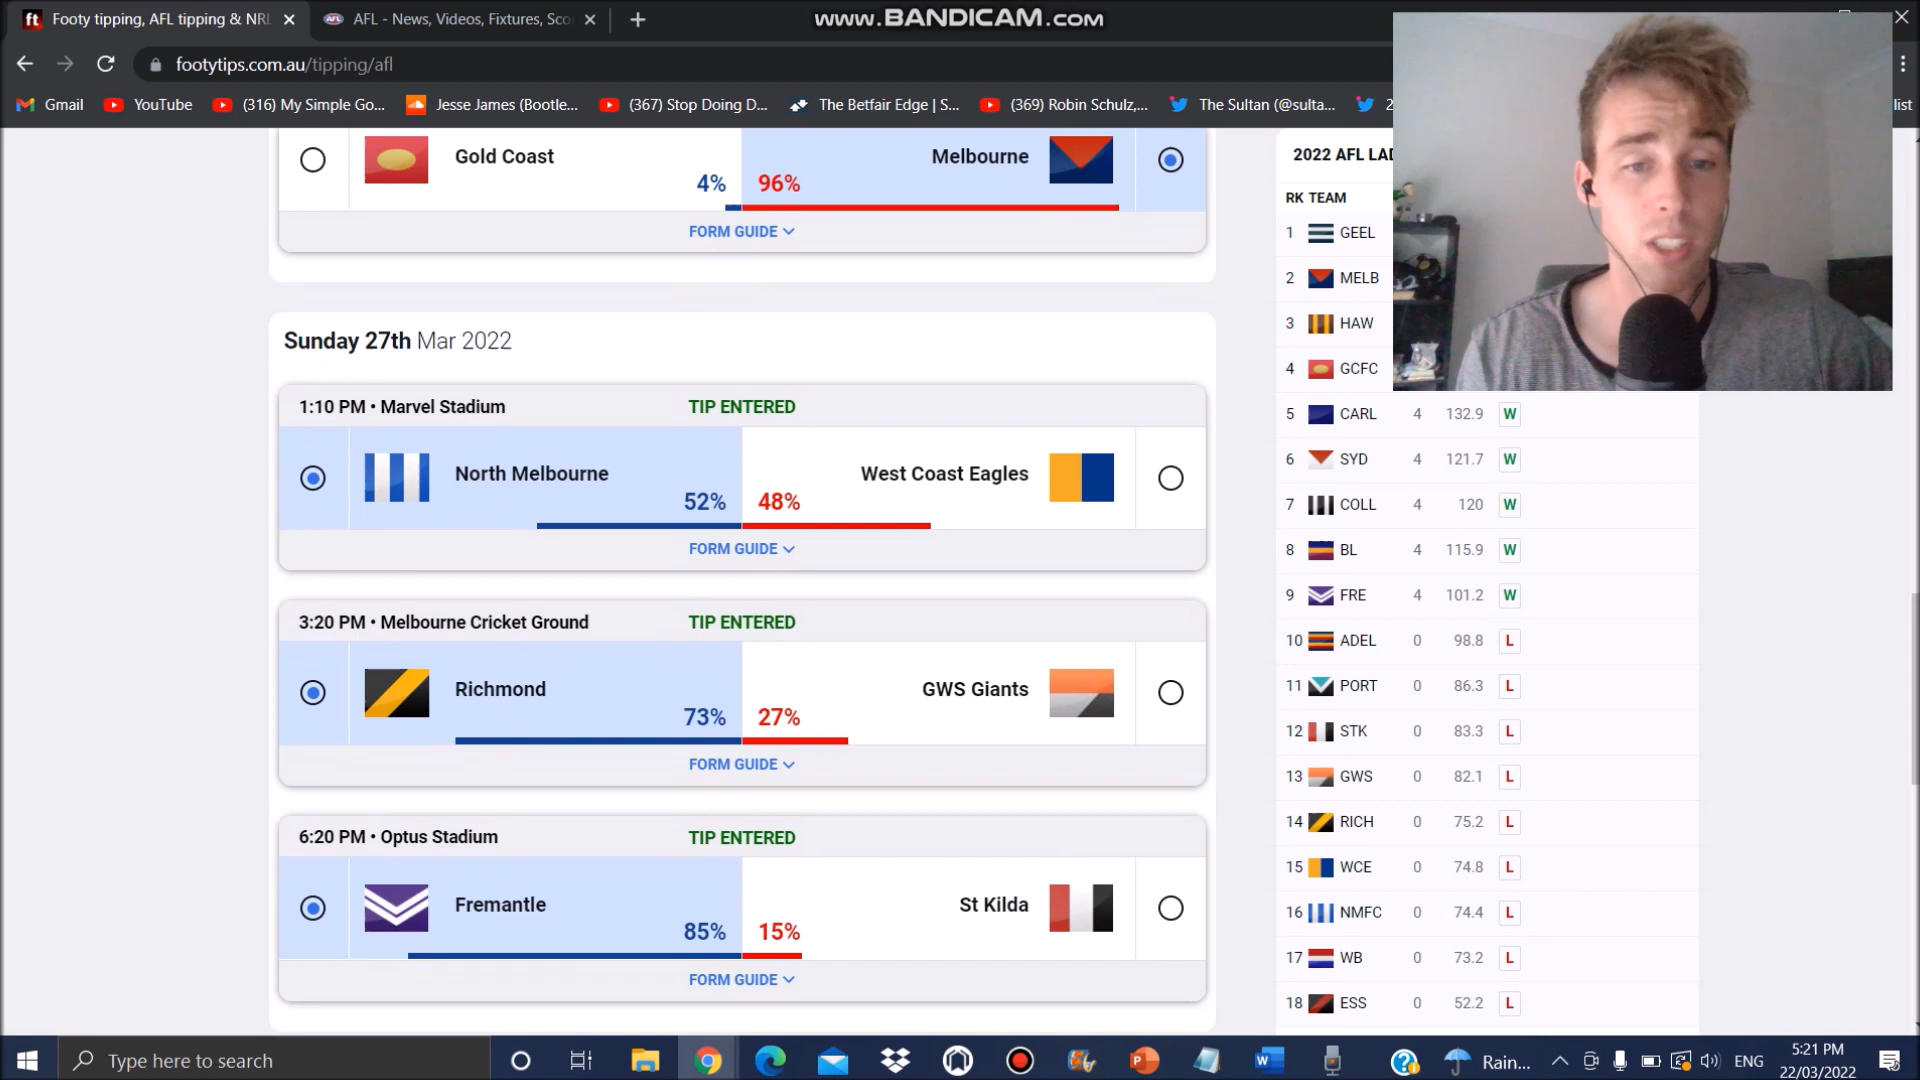 Footy tipping, AFL tipping & NRL
AFL - News, Videos, Fixtures, Sco
www.BANDICAM.com
footytips.com.au/tipping/afl
Gmail
YouTube
(316) My Simple Go...
Jesse James (Bootle...
(367) Stop Doing D...
The Betfair Edge | S...
(369) Robin Schulz,...
The Sultan (@sulta...
2
list
Gold Coast
4%
96%
Melbourne
FORM GUIDE
Sunday 27th Mar 2022
1:10 PM • Marvel Stadium
TIP ENTERED
North Melbourne
52%
48%
West Coast Eagles
FORM GUIDE
3:20 PM • Melbourne Cricket Ground
TIP ENTERED
Richmond
73%
27%
GWS Giants
FORM GUIDE
6:20 PM • Optus Stadium
TIP ENTERED
Fremantle
85%
15%
St Kilda
FORM GUIDE
2022 AFL LAD
RK TEAM
1 GEEL
2 MELB
3 HAW
4 GCFC
5 CARL 4 132.9 W
6 SYD 4 121.7 W
7 COLL 4 120 W
8 BL 4 115.9 W
9 FRE 4 101.2 W
10 ADEL 0 98.8 L
11 PORT 0 86.3 L
12 STK 0 83.3 L
13 GWS 0 82.1 L
14 RICH 0 75.2 L
15 WCE 0 74.8 L
16 NMFC 0 74.4 L
17 WB 0 73.2 L
18 ESS 0 52.2 L
Type here to search
Rain...
ENG
5:21 PM
22/03/2022